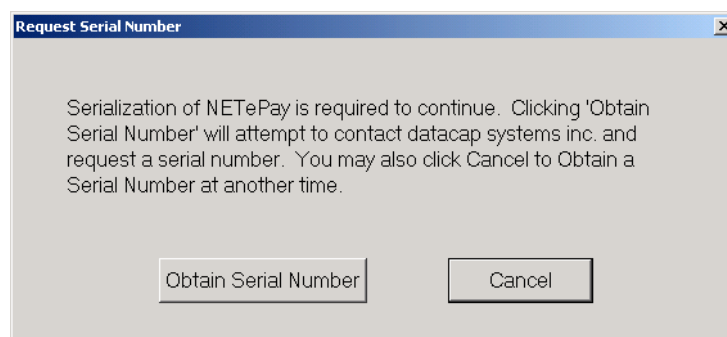 Request Serial Number
Serialization of NETePay is required to continue.  Clicking 'Obtain
Serial Number' will attempt to contact datacap systems inc. and
request a serial number.  You may also click Cancel to Obtain a
Serial Number at another time.
Obtain Serial Number
Cancel